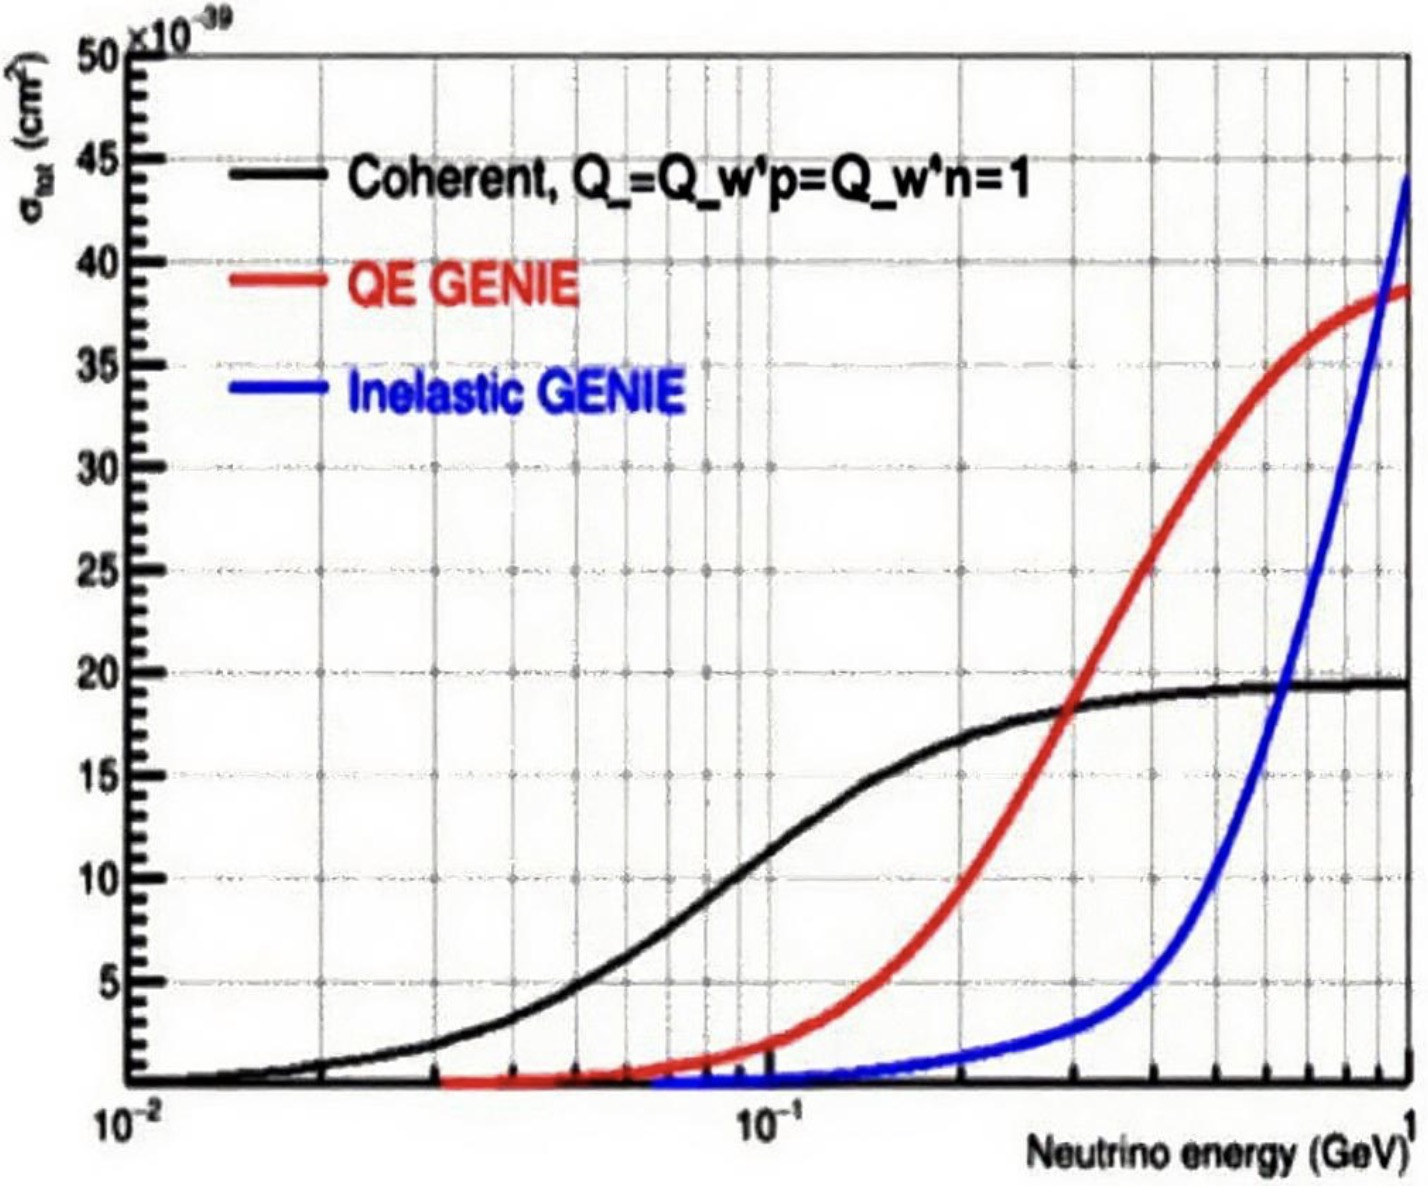 ×10⁻³⁹
σtot (cm²)
50
45
40
35
30
25
20
15
10
5
Coherent, Q_=Q_w'p=Q_w'n=1
QE GENIE
Inelastic GENIE
10⁻²
10⁻¹
1
Neutrino energy (GeV)